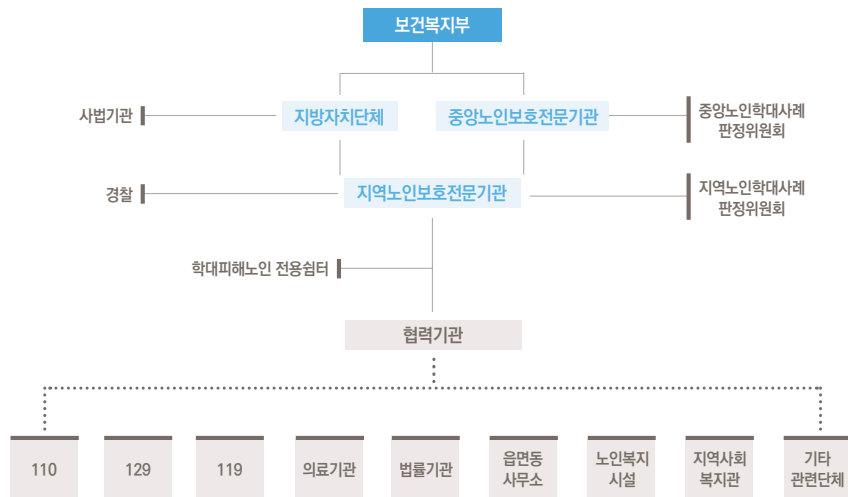 보건복지부
사법기관
지방자치단체
중앙노인보호전문기관
중앙노인학대사례
판정위원회
경찰
지역노인보호전문기관
지역노인학대사례
판정위원회
학대피해노인 전용쉼터
협력기관
110
129
119
의료기관
법률기관
읍면동
사무소
노인복지
시설
지역사회
복지관
기타
관련단체